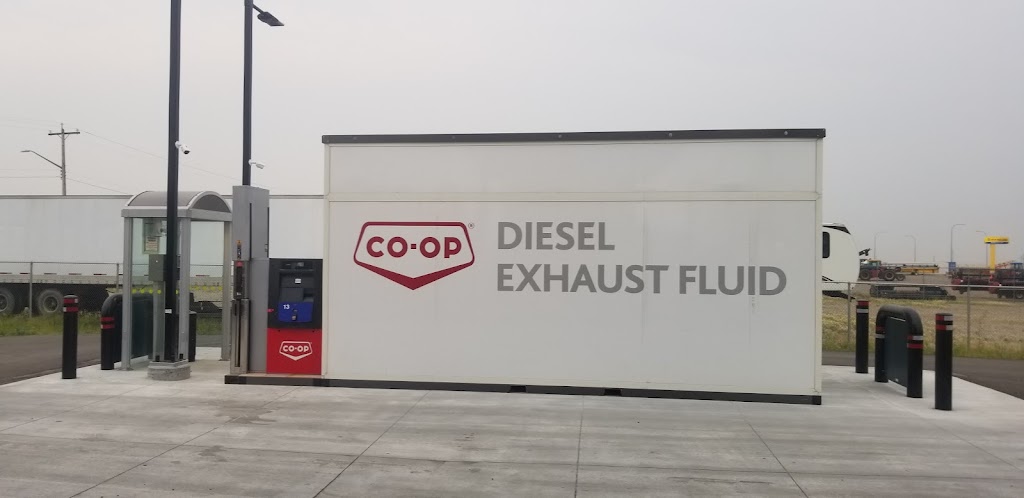 CO-OP ®
DIESEL
EXHAUST FLUID
13
CO-OP